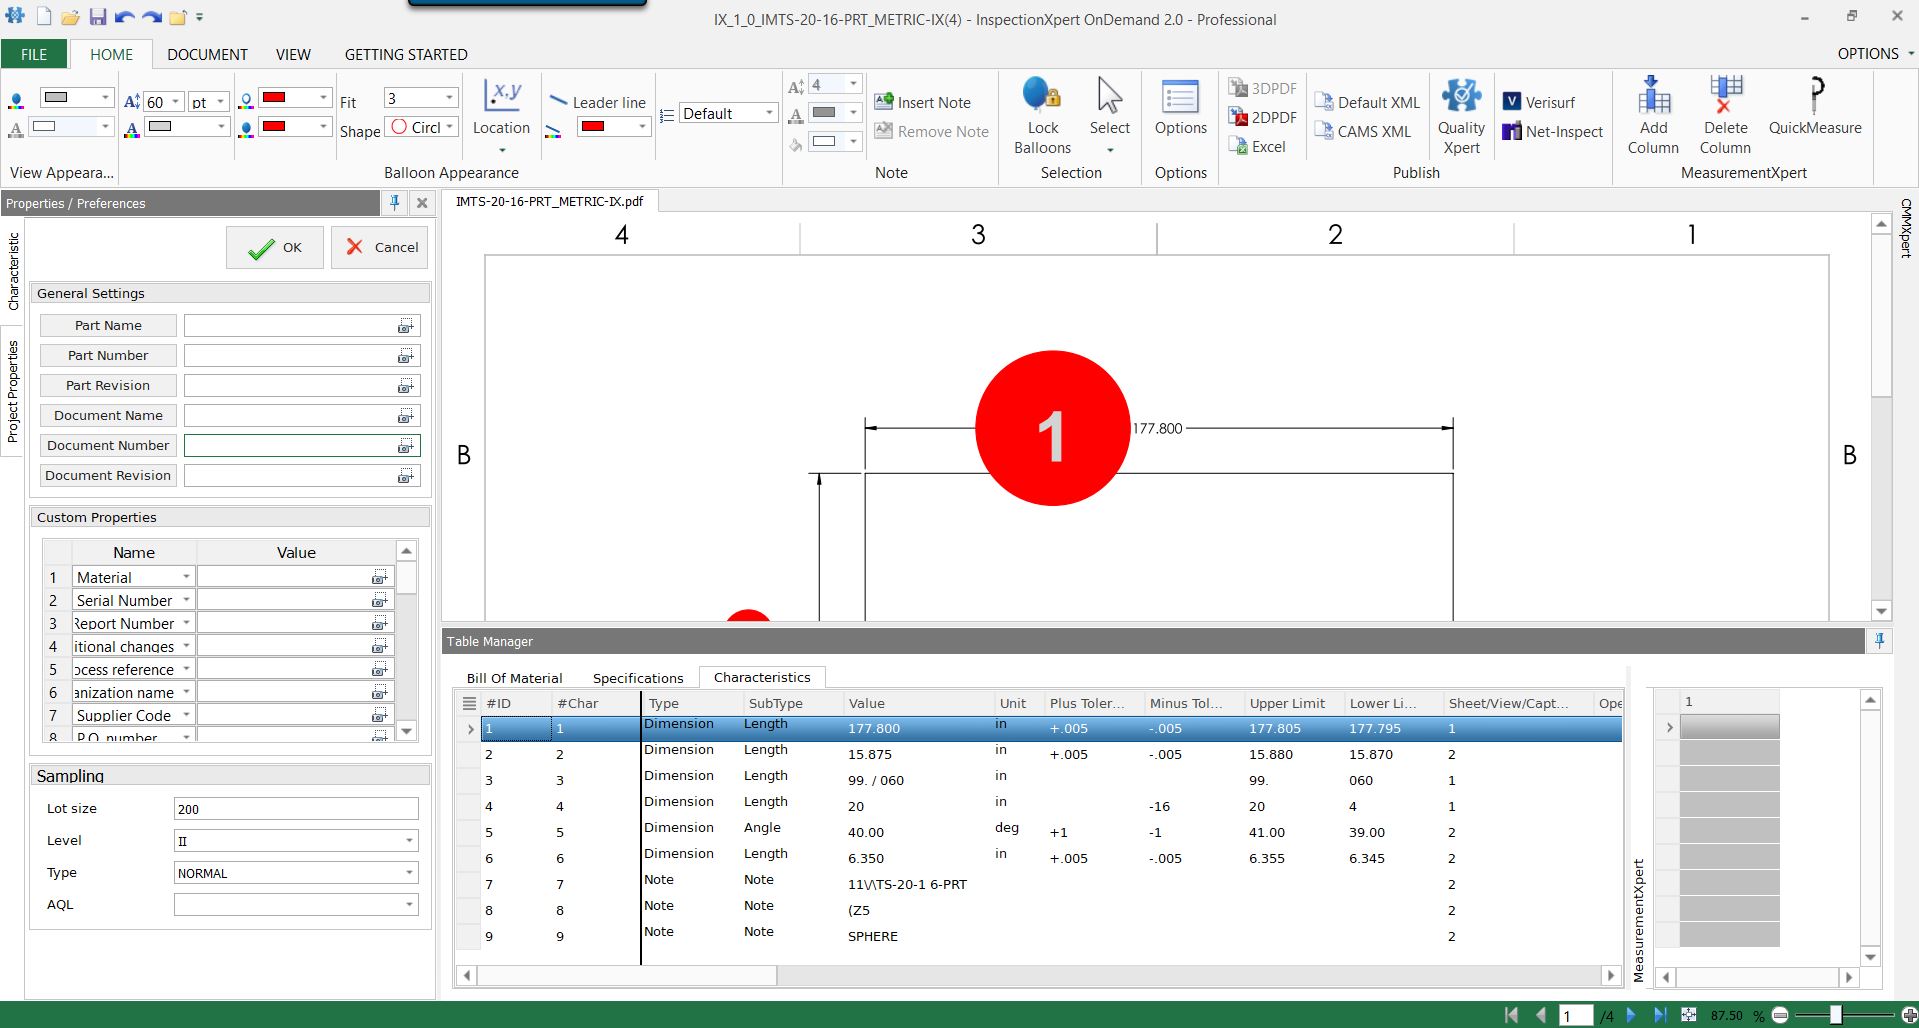 IX_1_0_IMTS-20-16-PRT_METRIC-IX(4) - InspectionXpert OnDemand 2.0 - Professional
FILE HOME DOCUMENT VIEW GETTING STARTED OPTIONS
60 pt Fit 3 Leader line Default 4 Insert Note 3DPDF Default XML Verisurf
Shape Circl Location Remove Note Lock Balloons Select Options 2DPDF CAMS XML Quality Xpert Net-Inspect Add Column Delete Column QuickMeasure
Excel
View Appeara... Balloon Appearance Note Selection Options Publish MeasurementXpert
Properties / Preferences
Characteristic
Project Properties
OK Cancel
General Settings
Part Name
Part Number
Part Revision
Document Name
Document Number
Document Revision
Custom Properties
Name Value
1 Material
2 Serial Number
3 Report Number
4 itional changes
5 ocess reference
6 anization name
7 Supplier Code
8 P.O. number
Sampling
Lot size 200
Level II
Type NORMAL
AQL
IMTS-20-16-PRT_METRIC-IX.pdf
CMMXpert
4 3 2 1
1 177.800
B B
Table Manager
Bill Of Material Specifications Characteristics
#ID #Char Type SubType Value Unit Plus Toler... Minus Tol... Upper Limit Lower Li... Sheet/View/Capt... Ope
1 1 Dimension Length 177.800 in +.005 -.005 177.805 177.795 1
2 2 Dimension Length 15.875 in +.005 -.005 15.880 15.870 2
3 3 Dimension Length 99. / 060 in 99. 060 1
4 4 Dimension Length 20 in -16 20 4 1
5 5 Dimension Angle 40.00 deg +1 -1 41.00 39.00 2
6 6 Dimension Length 6.350 in +.005 -.005 6.355 6.345 2
7 7 Note Note 11\/\TS-20-1 6-PRT 2
8 8 Note Note (Z5 2
9 9 Note Note SPHERE 2
MeasurementXpert
1
1 /4 87.50 %